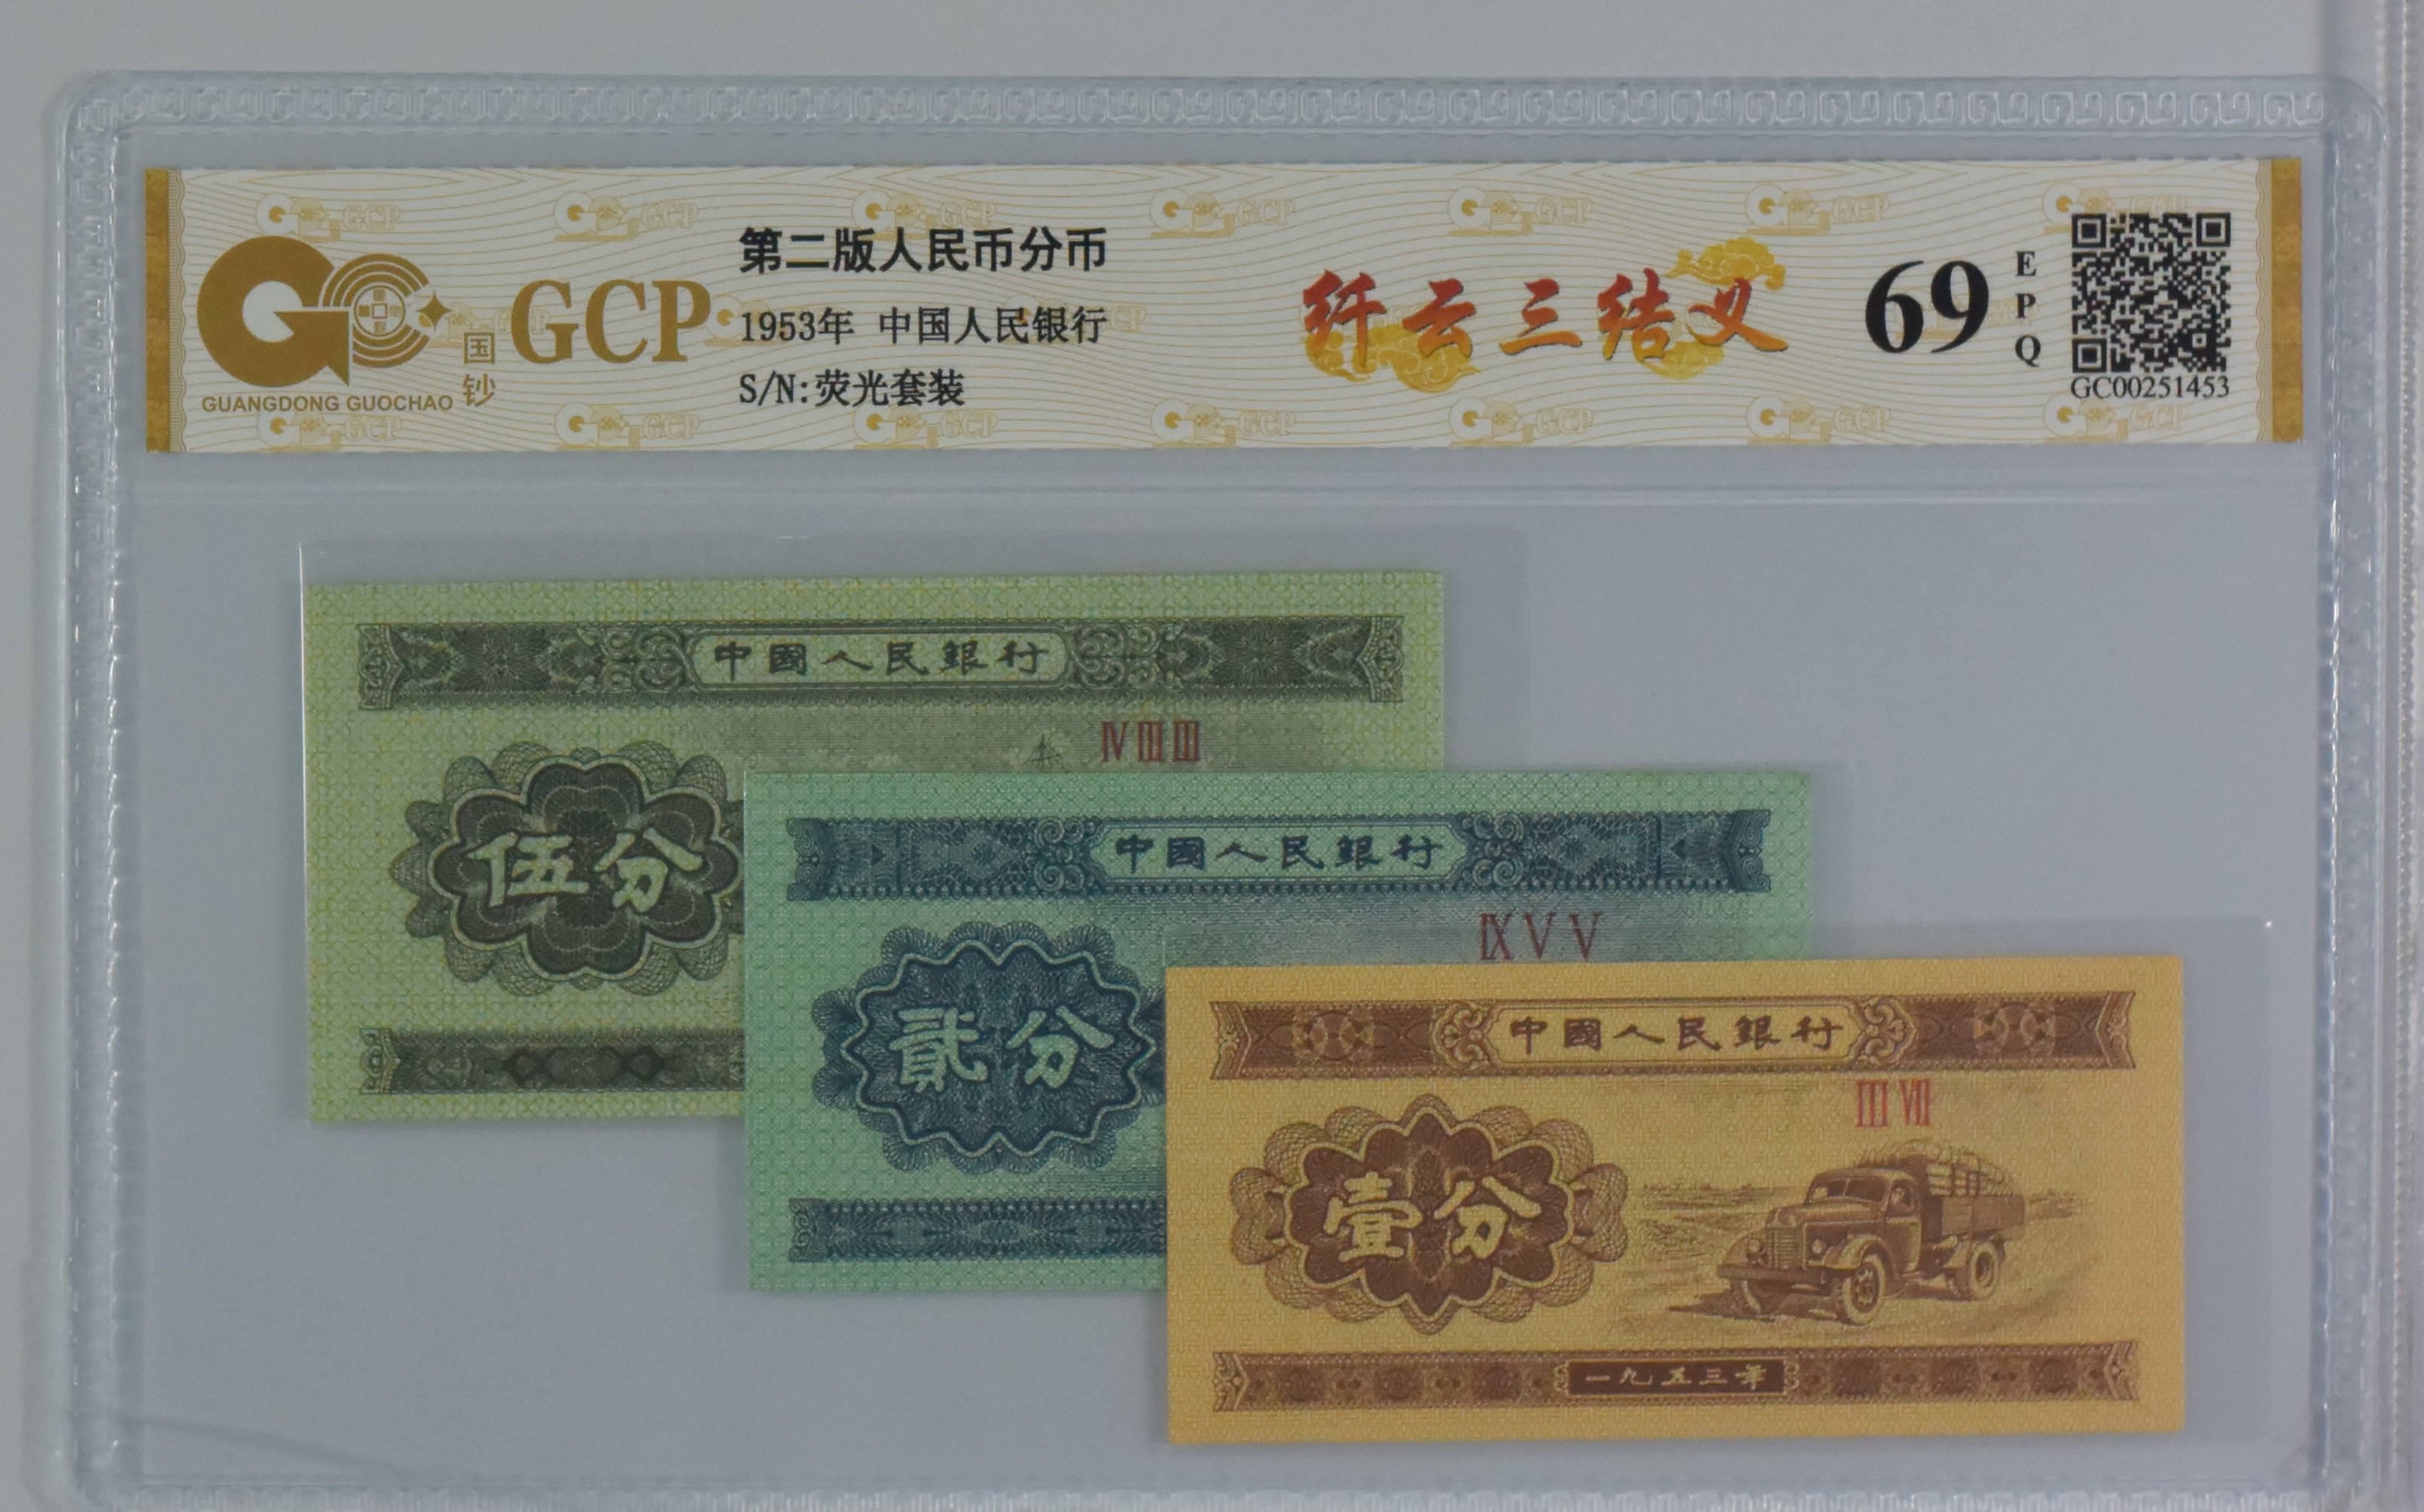 GUANGDONG GUOCHAO
国钞
GCP
第二版人民币分币
1953年 中国人民银行
S/N:荧光套装
纤云三结义
69
EPQ
GC00251453
中國人民銀行
ⅣⅢⅢ
伍分
中國人民銀行
ⅨⅤⅤ
貳分
中國人民銀行
ⅢⅦ
壹分
一九五三年